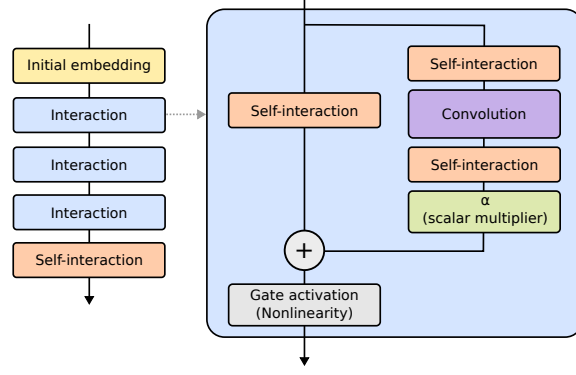 Initial embedding
Interaction
Interaction
Interaction
Self-interaction
Self-interaction
Self-interaction
Convolution
Self-interaction
α
(scalar multiplier)
+
Gate activation
(Nonlinearity)